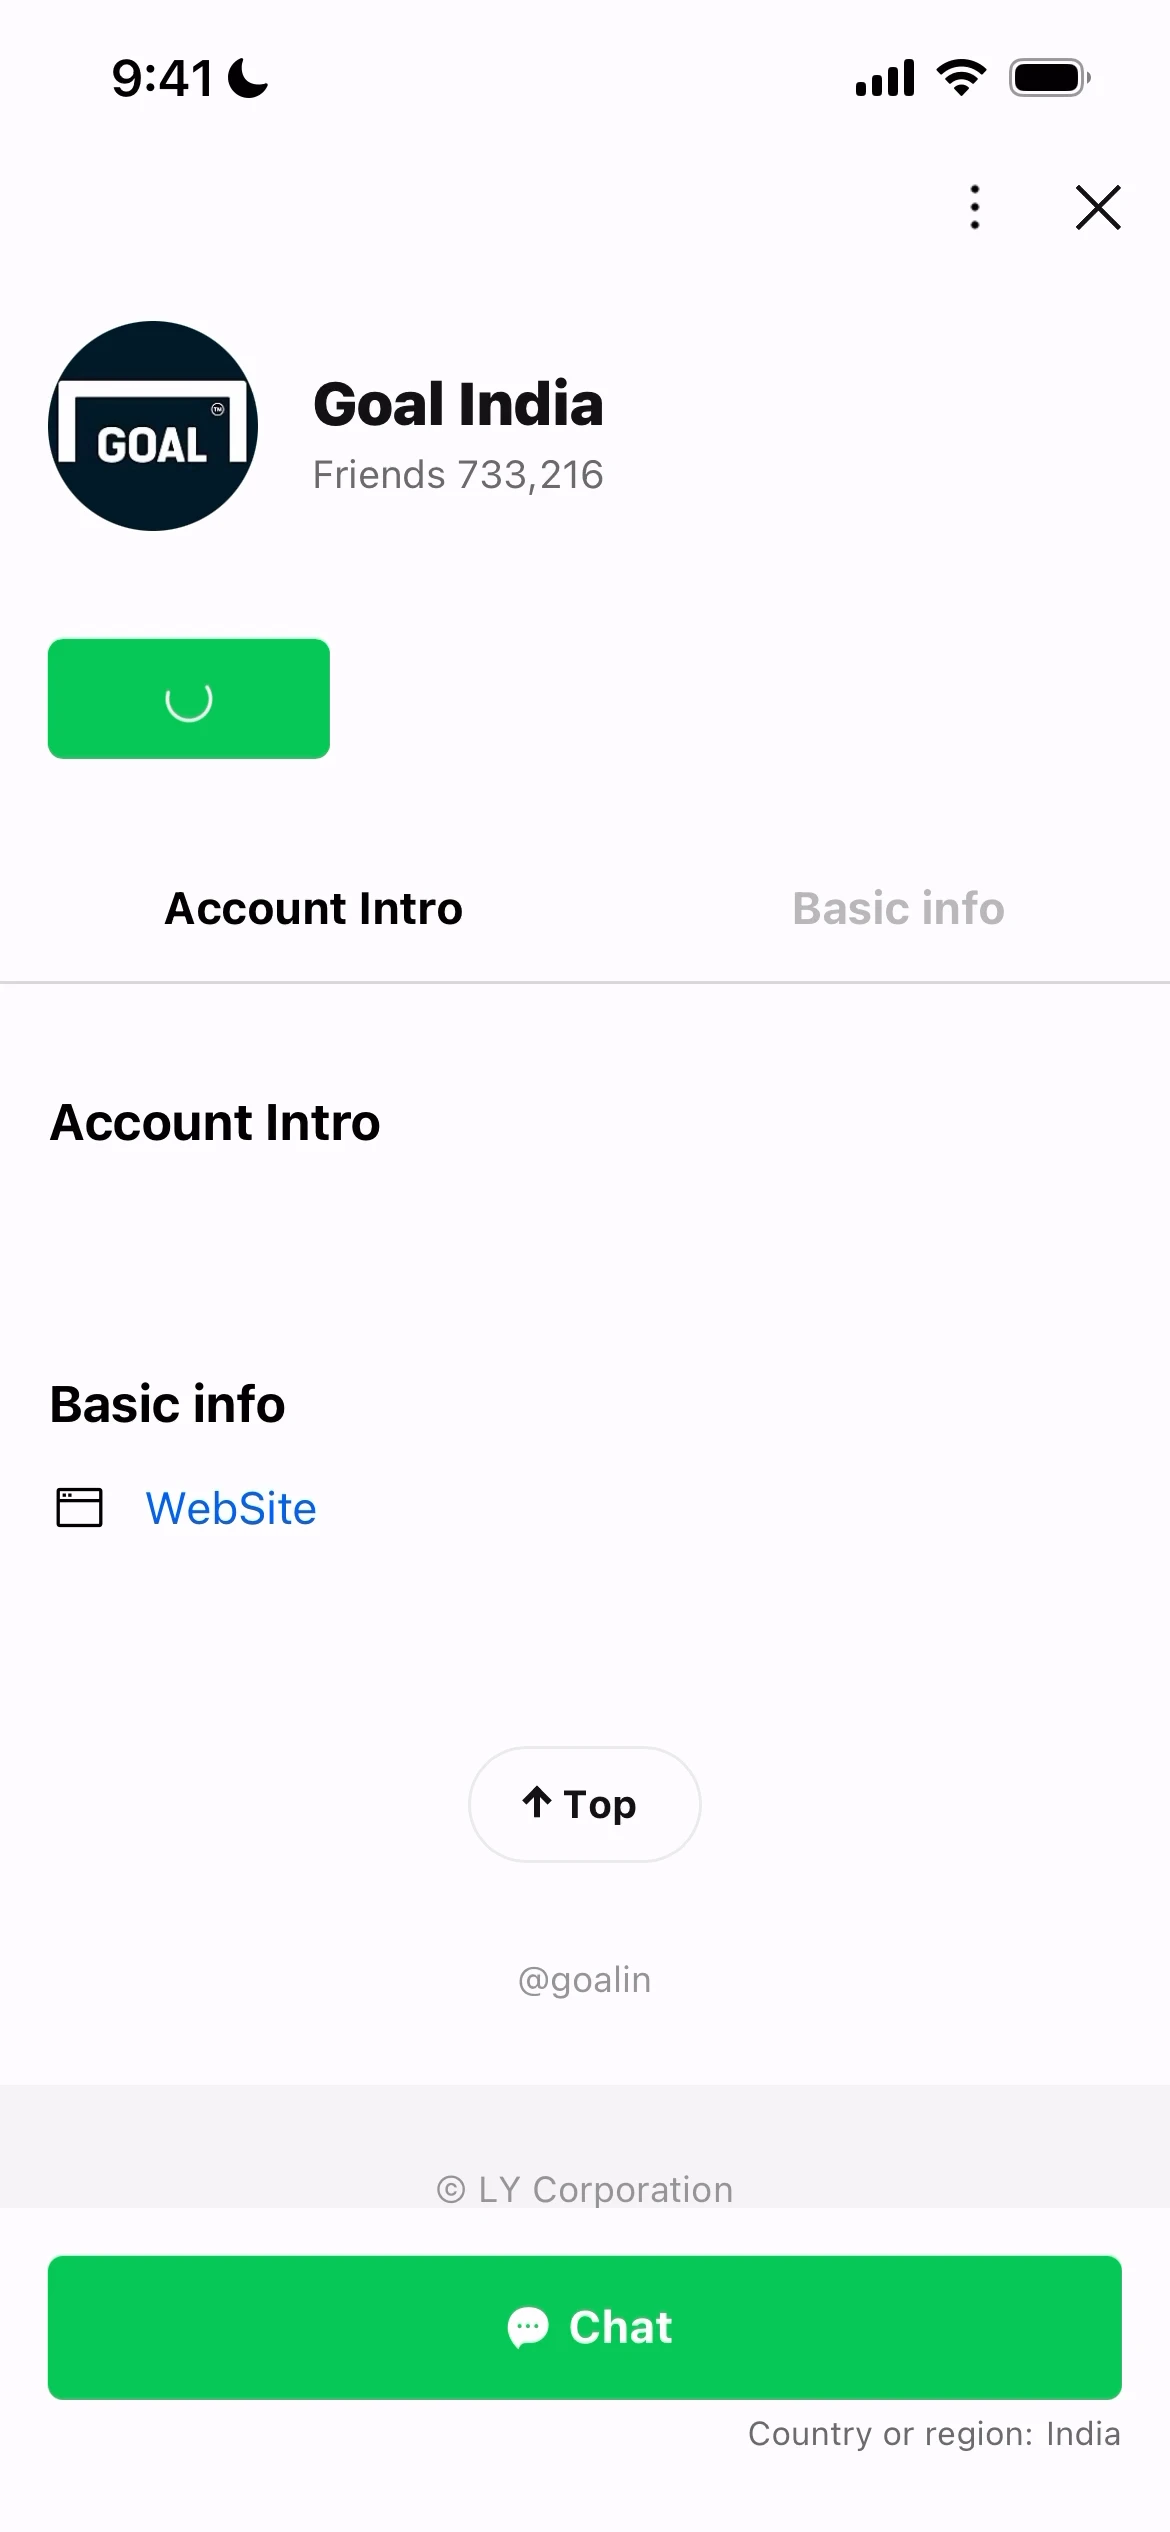 9:41
GOAL
TM
Goal India
Friends 733,216
Account Intro
Basic info
Account Intro
Basic info
WebSite
Top
@goalin
© LY Corporation
Chat
Country or region: India